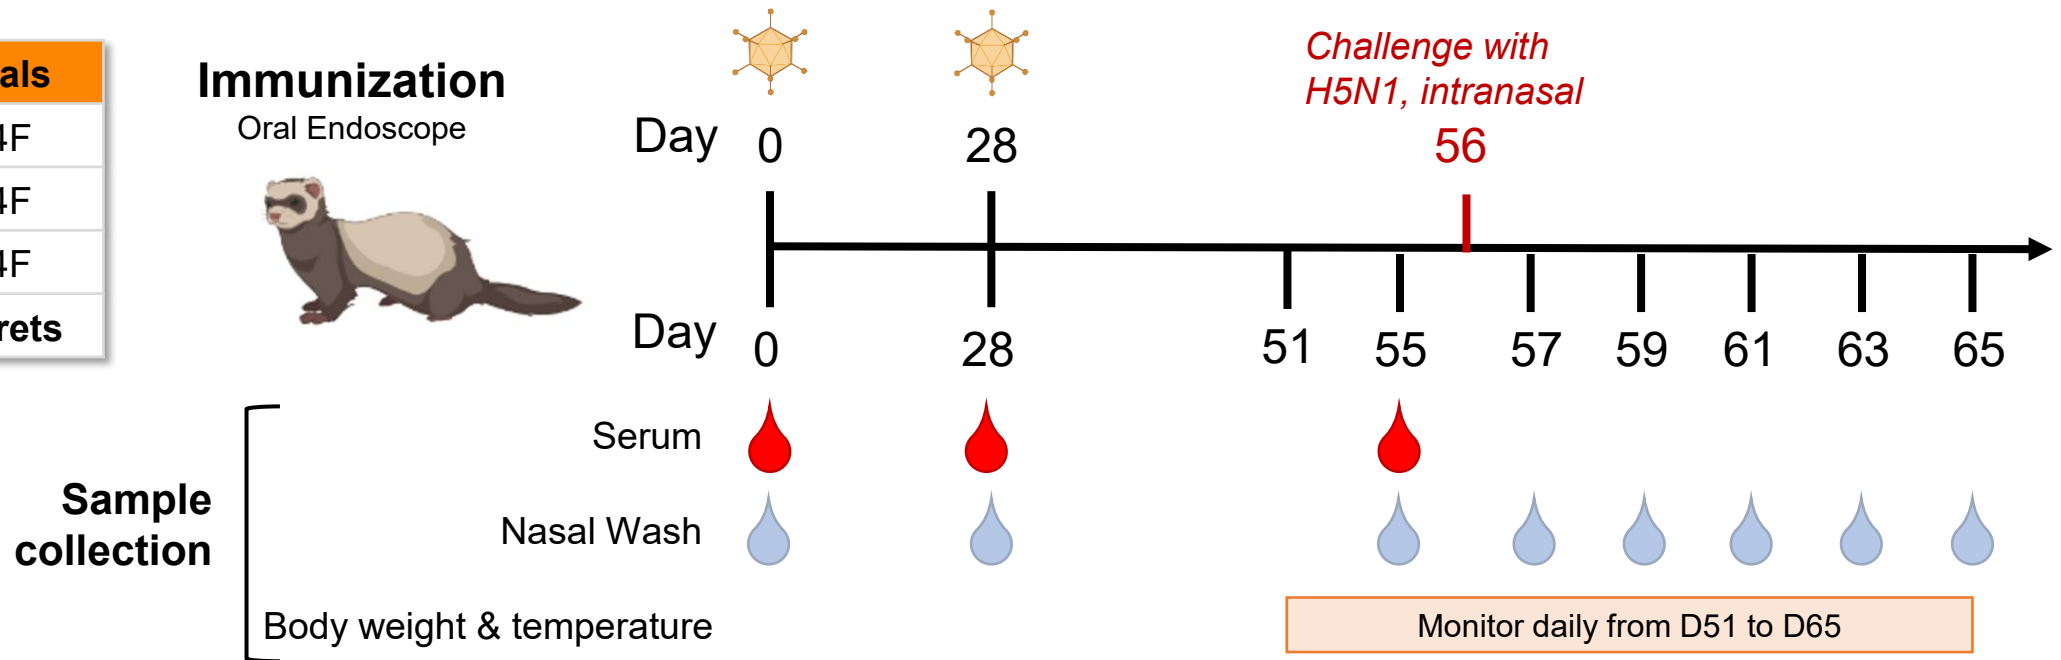 als
4F
4F
4F
rets
Immunization
Oral Endoscope
Challenge with
H5N1, intranasal
Day 0 28 56
Day 0 28 51 55 57 59 61 63 65
Serum
Nasal Wash
Sample
collection
Body weight & temperature
Monitor daily from D51 to D65